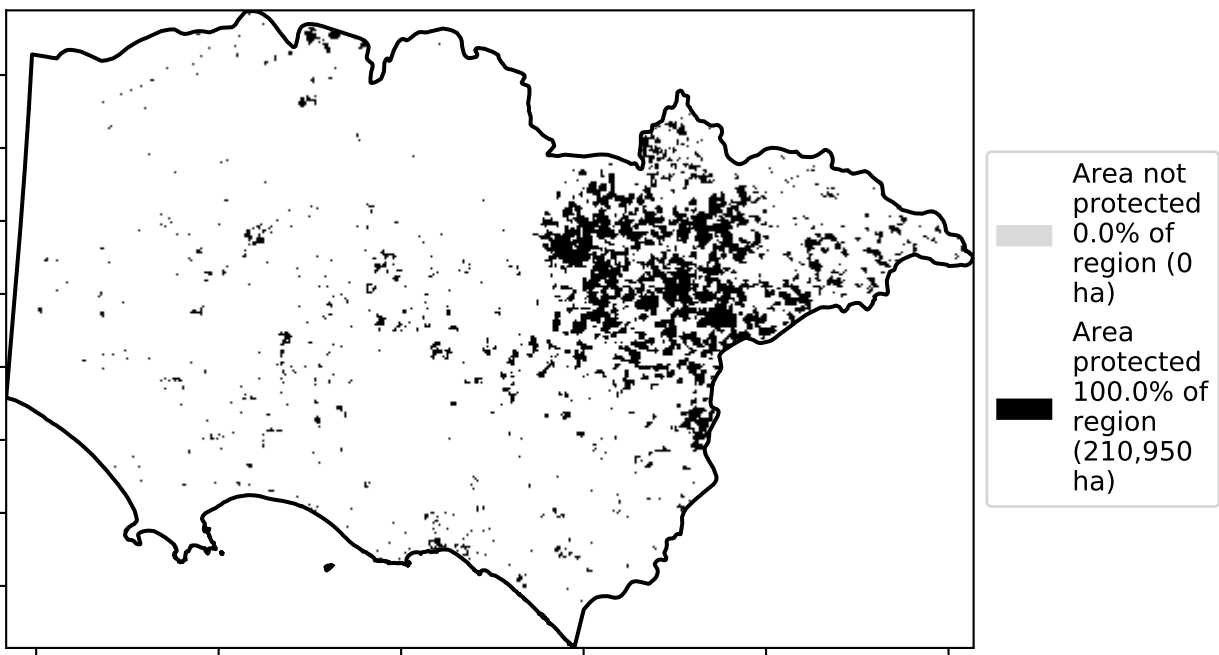 Area not
protected
0.0% of
region (0
ha)
Area
protected
100.0% of
region
(210,950
ha)